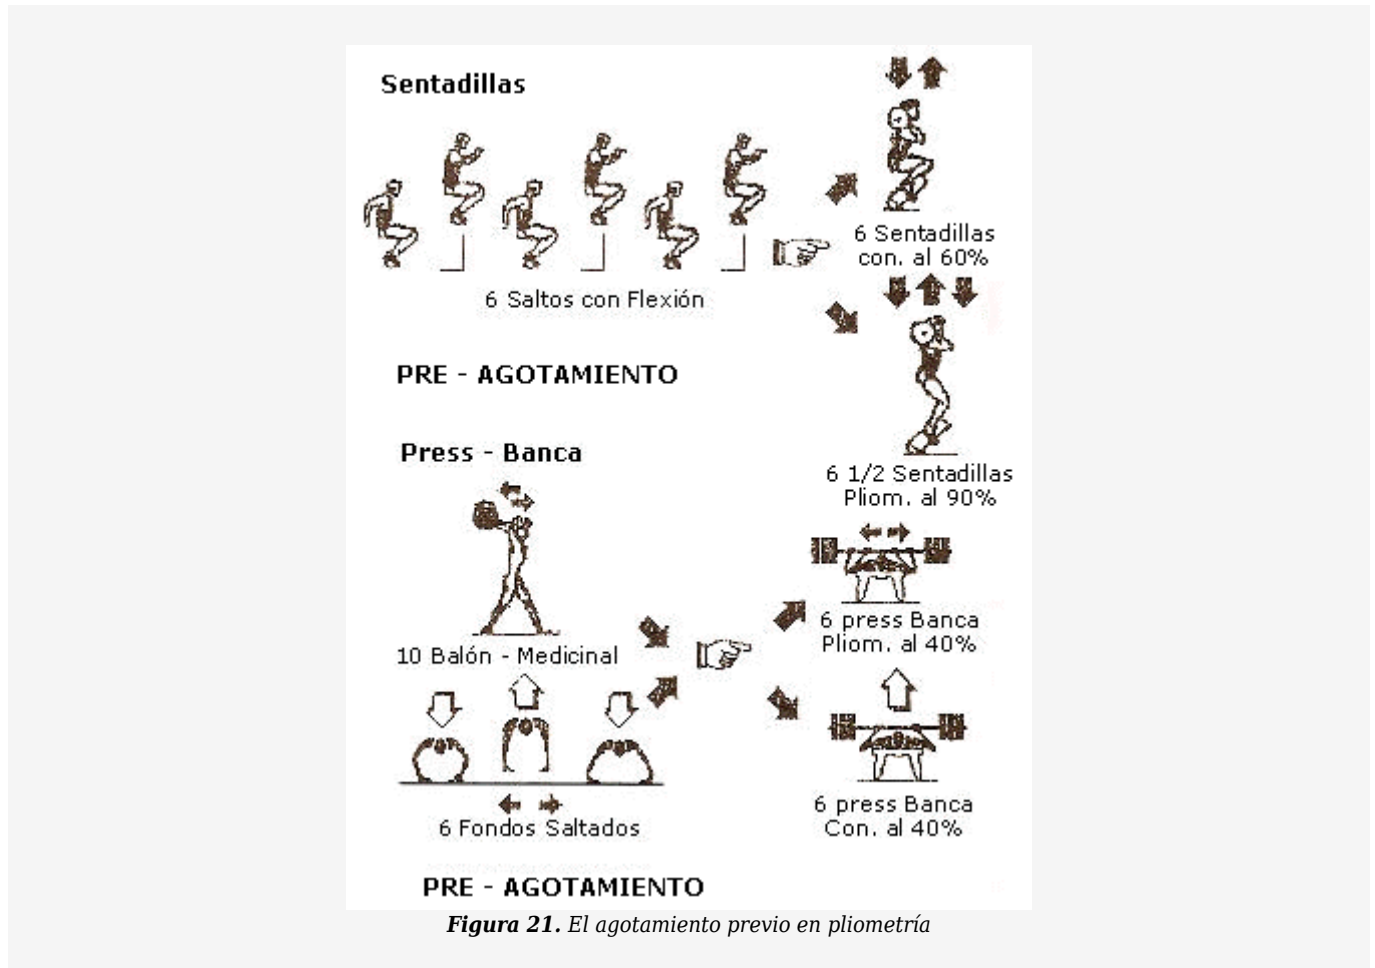 Sentadillas
6 Sentadillas
con. al 60%
6 Saltos con Flexión
PRE - AGOTAMIENTO
6 1/2 Sentadillas
Pliom. al 90%
Press - Banca
10 Balón - Medicinal
6 press Banca
Pliom. al 40%
6 Fondos Saltados
6 press Banca
Con. al 40%
PRE - AGOTAMIENTO
Figura 21. El agotamiento previo en pliometría